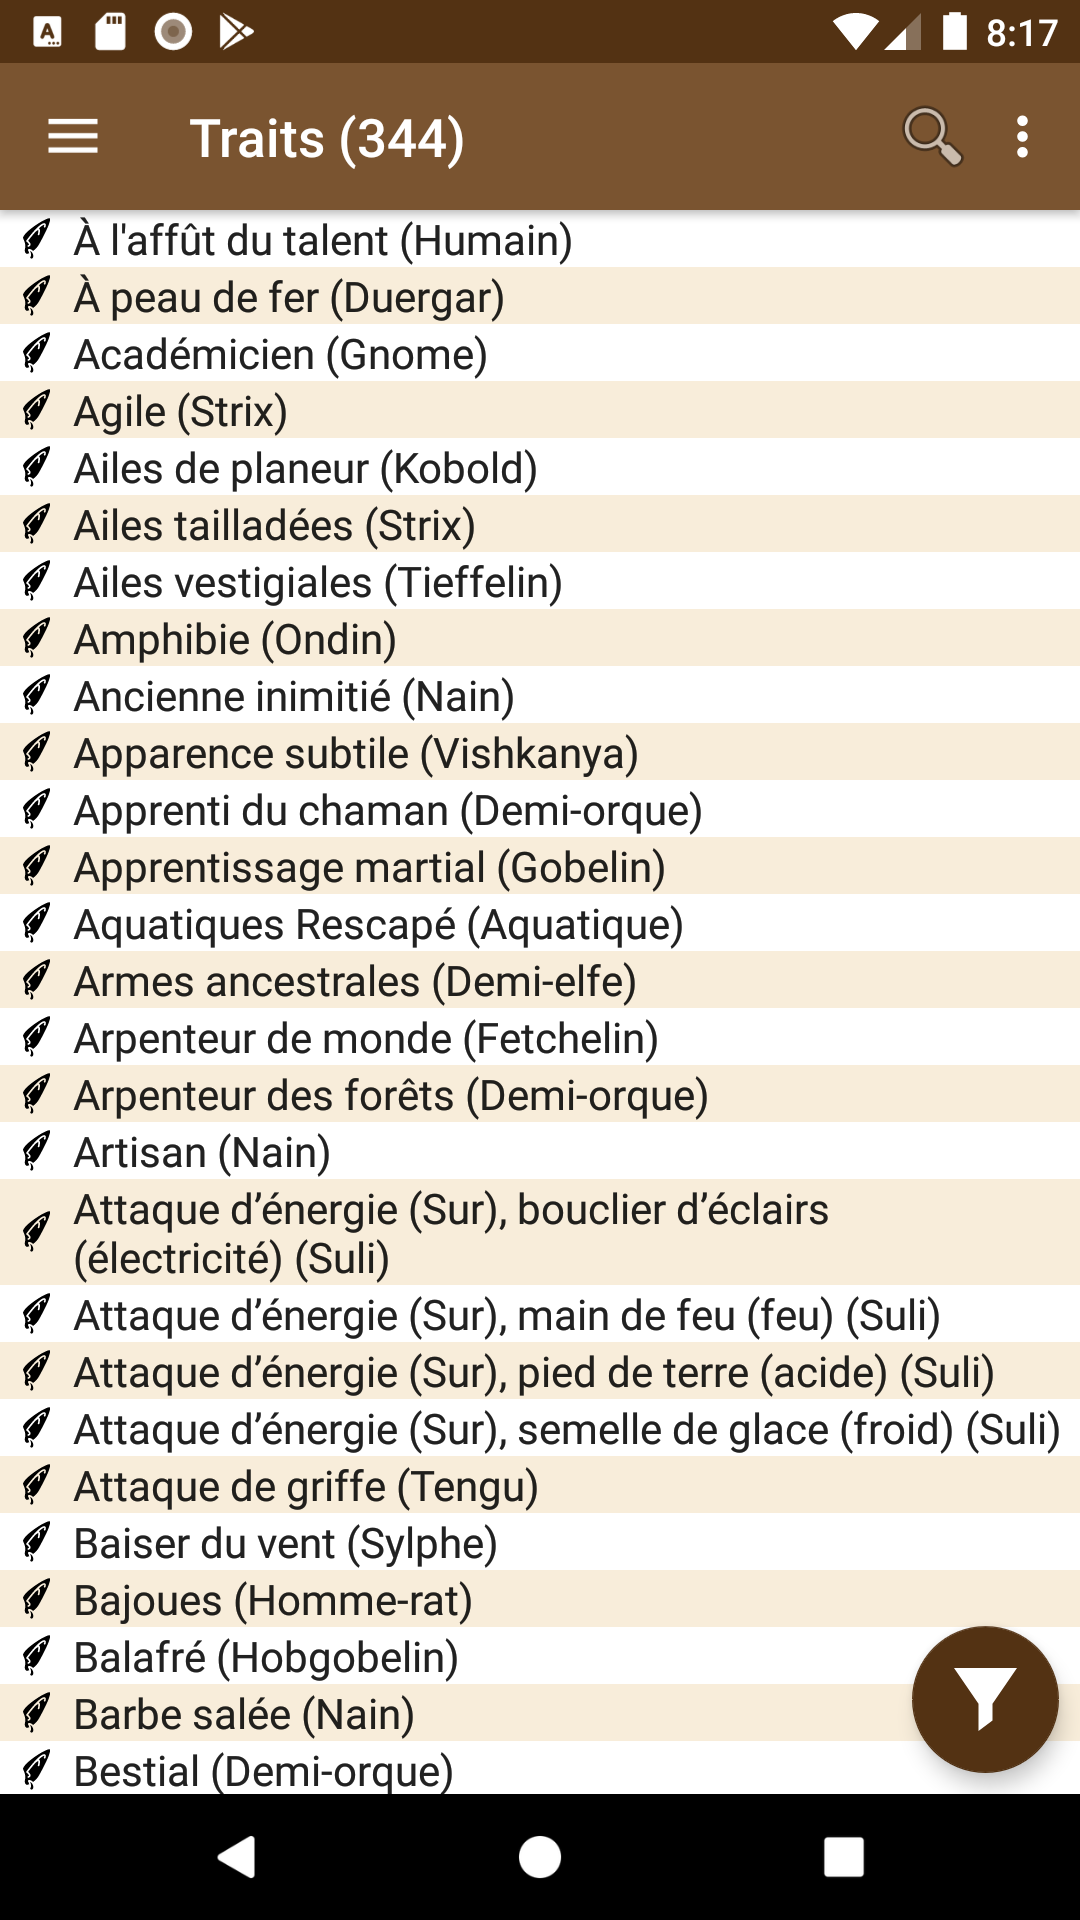 8:17
Traits (344)
À l'affût du talent (Humain)
À peau de fer (Duergar)
Académicien (Gnome)
Agile (Strix)
Ailes de planeur (Kobold)
Ailes tailladées (Strix)
Ailes vestigiales (Tieffelin)
Amphibie (Ondin)
Ancienne inimitié (Nain)
Apparence subtile (Vishkanya)
Apprenti du chaman (Demi-orque)
Apprentissage martial (Gobelin)
Aquatiques Rescapé (Aquatique)
Armes ancestrales (Demi-elfe)
Arpenteur de monde (Fetchelin)
Arpenteur des forêts (Demi-orque)
Artisan (Nain)
Attaque d’énergie (Sur), bouclier d’éclairs
(électricité) (Suli)
Attaque d’énergie (Sur), main de feu (feu) (Suli)
Attaque d’énergie (Sur), pied de terre (acide) (Suli)
Attaque d’énergie (Sur), semelle de glace (froid) (Suli)
Attaque de griffe (Tengu)
Baiser du vent (Sylphe)
Bajoues (Homme-rat)
Balafré (Hobgobelin)
Barbe salée (Nain)
Bestial (Demi-orque)